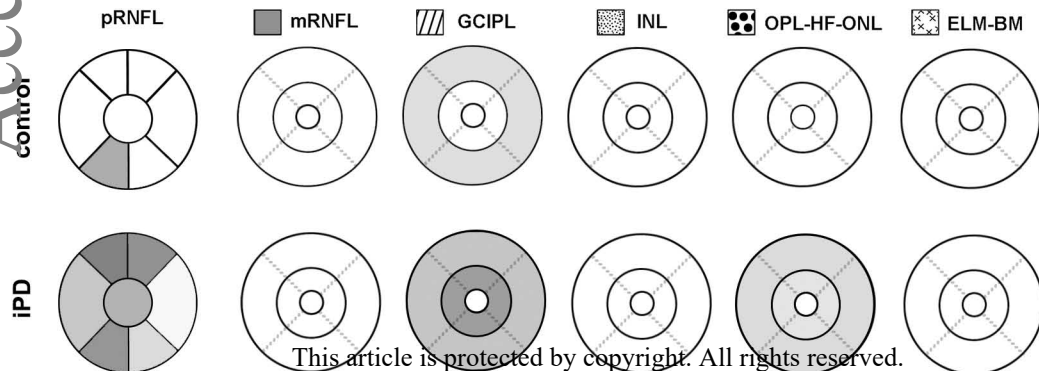 pRNFL mRNFL GCIPL INL OPL-HF-ONL ELM-BM
control
iPD
This article is protected by copyright. All rights reserved.